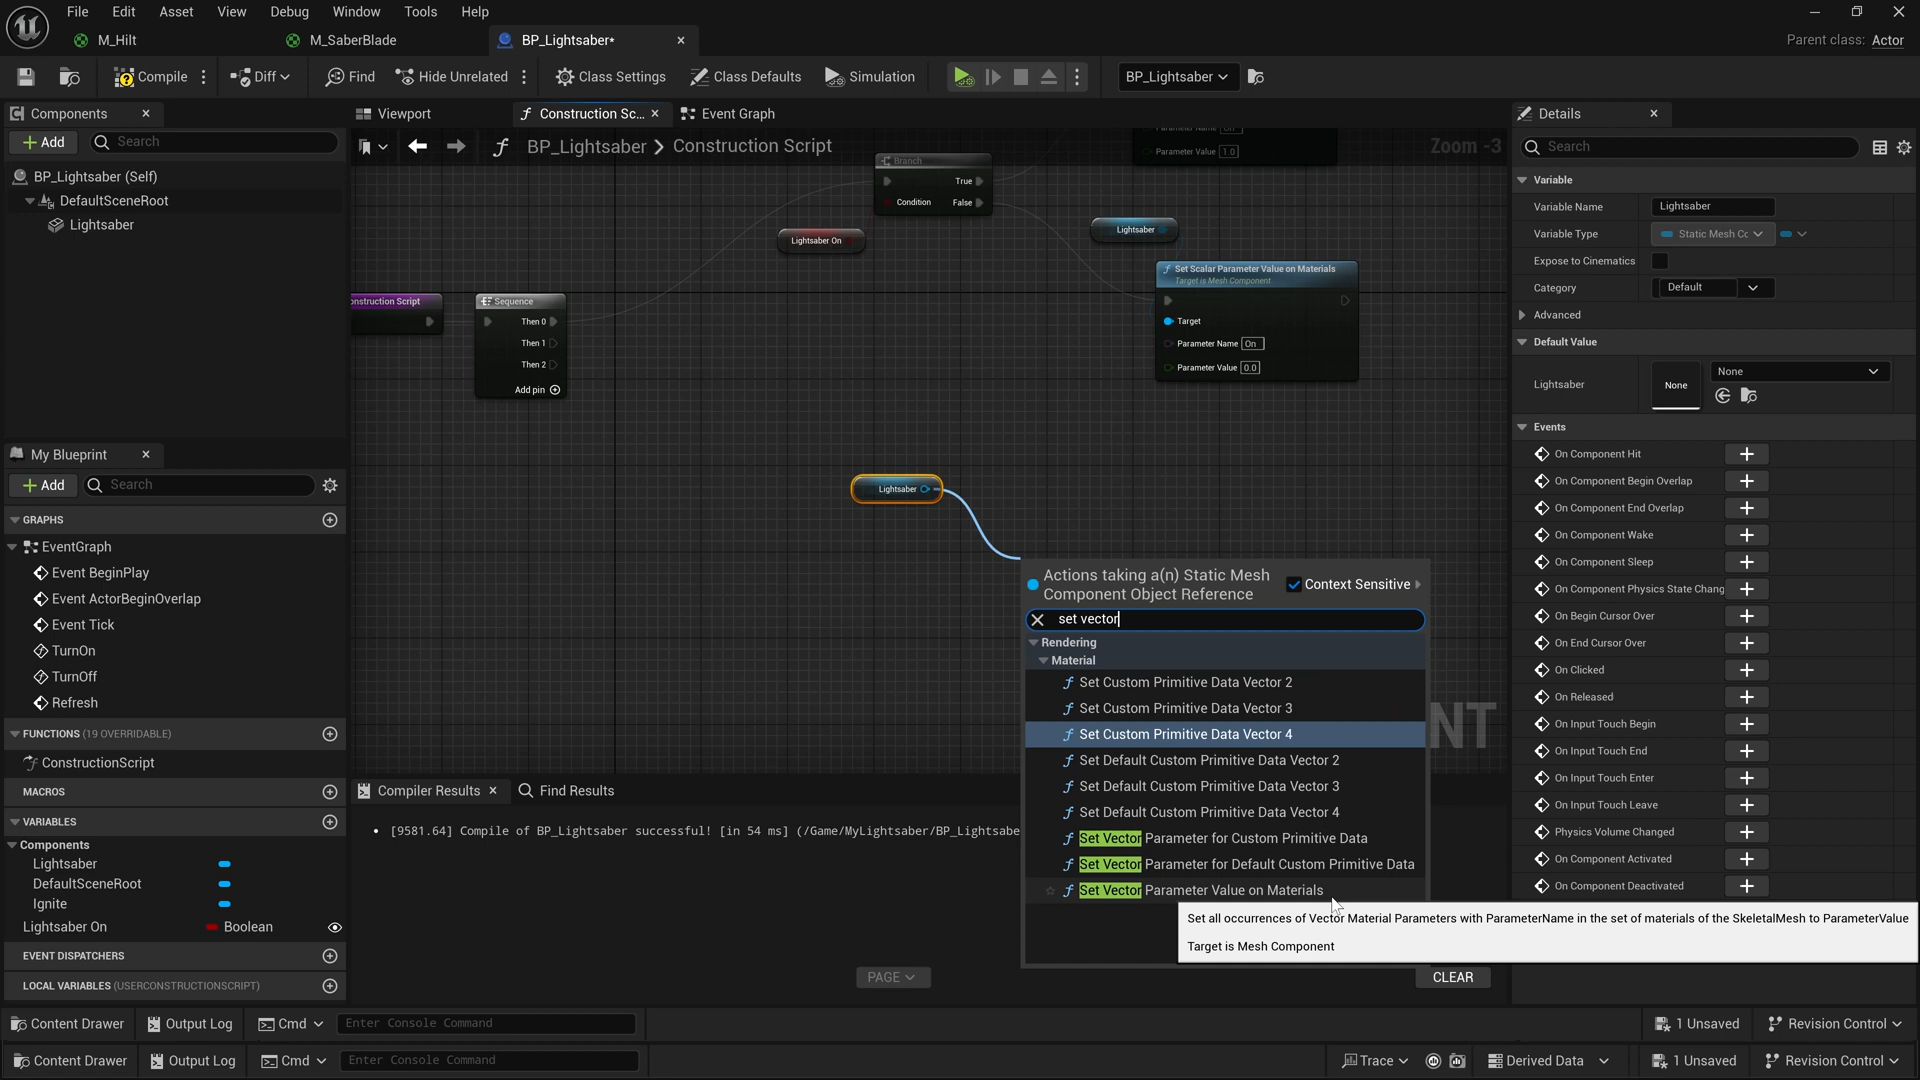 File Edit Asset View Debug Window Tools Help
M_Hilt M_SaberBlade BP_Lightsaber* Parent class: Actor
Compile Diff Find Hide Unrelated Class Settings Class Defaults Simulation BP_Lightsaber
Components
Add Search
BP_Lightsaber (Self)
DefaultSceneRoot
Lightsaber
My Blueprint
Add Search
GRAPHS
EventGraph
Event BeginPlay
Event ActorBeginOverlap
Event Tick
TurnOn
TurnOff
Refresh
FUNCTIONS (19 OVERRIDABLE)
ConstructionScript
MACROS
VARIABLES
Components
Lightsaber
DefaultSceneRoot
Ignite
Lightsaber On Boolean
EVENT DISPATCHERS
LOCAL VARIABLES (USERCONSTRUCTIONSCRIPT)
Viewport Construction Sc... Event Graph
BP_Lightsaber > Construction Script
Zoom -3
Parameter Value 1.0
Branch
True
Condition False
Lightsaber On
Lightsaber
onstruction Script
Sequence
Then 0
Then 1
Then 2
Add pin
Set Scalar Parameter Value on Materials
Target is Mesh Component
Target
Parameter Name On
Parameter Value 0.0
Lightsaber
Actions taking a(n) Static Mesh
Component Object Reference
Context Sensitive
set vector
Rendering
Material
Set Custom Primitive Data Vector 2
Set Custom Primitive Data Vector 3
Set Custom Primitive Data Vector 4
Set Default Custom Primitive Data Vector 2
Set Default Custom Primitive Data Vector 3
Set Default Custom Primitive Data Vector 4
Set Vector Parameter for Custom Primitive Data
Set Vector Parameter for Default Custom Primitive Data
Set Vector Parameter Value on Materials
Set all occurrences of Vector Material Parameters with ParameterName in the set of materials of the SkeletalMesh to ParameterValue
Target is Mesh Component
NT
Compiler Results Find Results
[9581.64] Compile of BP_Lightsaber successful! [in 54 ms] (/Game/MyLightsaber/BP_Lightsabe
PAGE CLEAR
Details
Search
Variable
Variable Name Lightsaber
Variable Type Static Mesh Cc
Expose to Cinematics
Category Default
Advanced
Default Value
Lightsaber None None
Events
On Component Hit
On Component Begin Overlap
On Component End Overlap
On Component Wake
On Component Sleep
On Component Physics State Chang
On Begin Cursor Over
On End Cursor Over
On Clicked
On Released
On Input Touch Begin
On Input Touch End
On Input Touch Enter
On Input Touch Leave
Physics Volume Changed
On Component Activated
On Component Deactivated
Content Drawer Output Log Cmd Enter Console Command 1 Unsaved Revision Control
Content Drawer Output Log Cmd Enter Console Command Trace Derived Data 1 Unsaved Revision Control